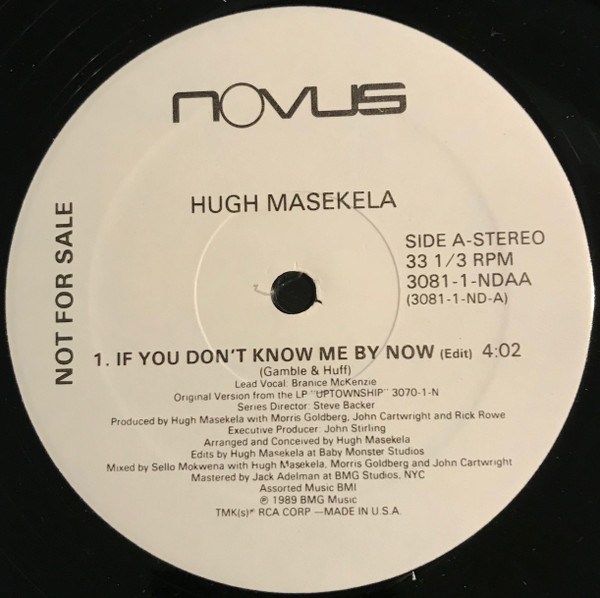 novus
HUGH MASEKELA
NOT FOR SALE
SIDE A-STEREO
33 1/3 RPM
3081-1-NDAA
(3081-1-ND-A)
1. IF YOU DON'T KNOW ME BY NOW (Edit) 4:02
(Gamble & Huff)
Lead Vocal: Branice McKenzie
Original Version from the LP "UPTOWNSHIP" 3070-1-N
Series Director: Steve Backer
Produced by Hugh Masekela with Morris Goldberg, John Cartwright and Rick Rowe
Executive Producer: John Stirling
Arranged and Conceived by Hugh Masekela
Edits by Hugh Masekela at Baby Monster Studios
Mixed by Sello Mokwena with Hugh Masekela, Morris Goldberg and John Cartwright
Mastered by Jack Adelman at BMG Studios, NYC
Assorted Music BMI
℗ 1989 BMG Music
TMK(s)® RCA CORP.—MADE IN U.S.A.